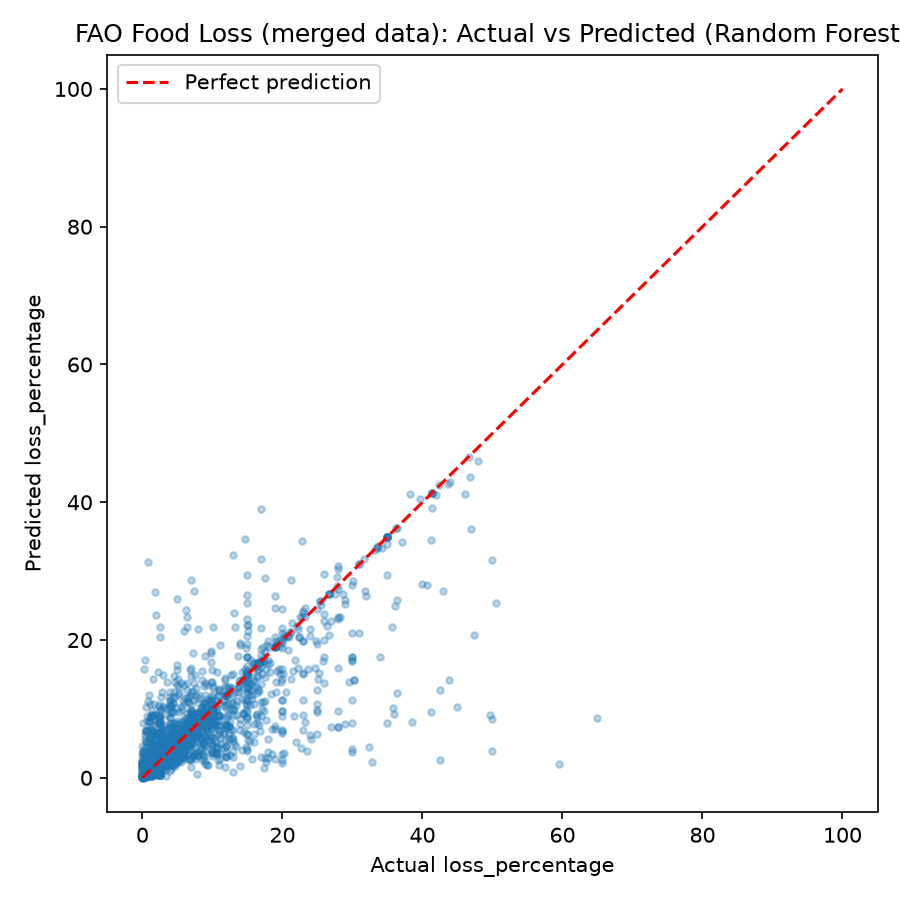 FAO Food Loss (merged data): Actual vs Predicted (Random Forest
Perfect prediction
100
80
60
40
20
0
Predicted loss_percentage
0 20 40 60 80 100
Actual loss_percentage